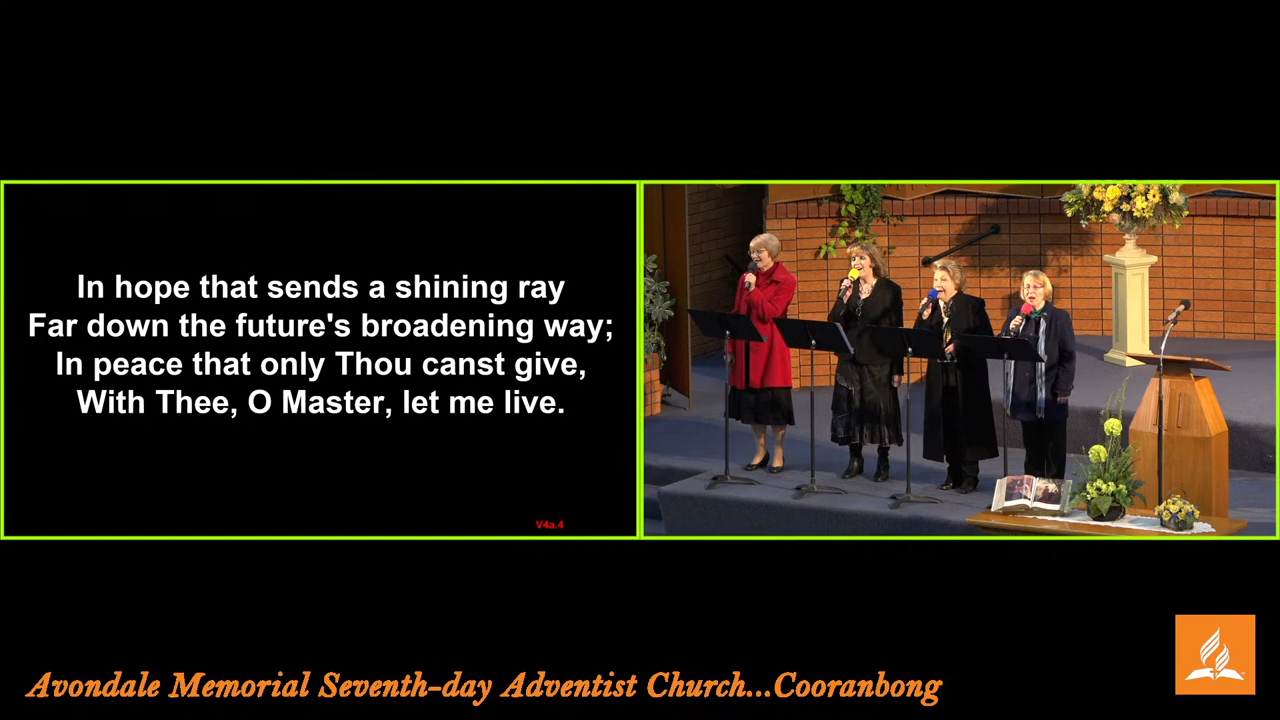 In hope that sends a shining ray
Far down the future's broadening way;
In peace that only Thou canst give,
With Thee, O Master, let me live.
V4a.4
Avondale Memorial Seventh-day Adventist Church...Cooranbong